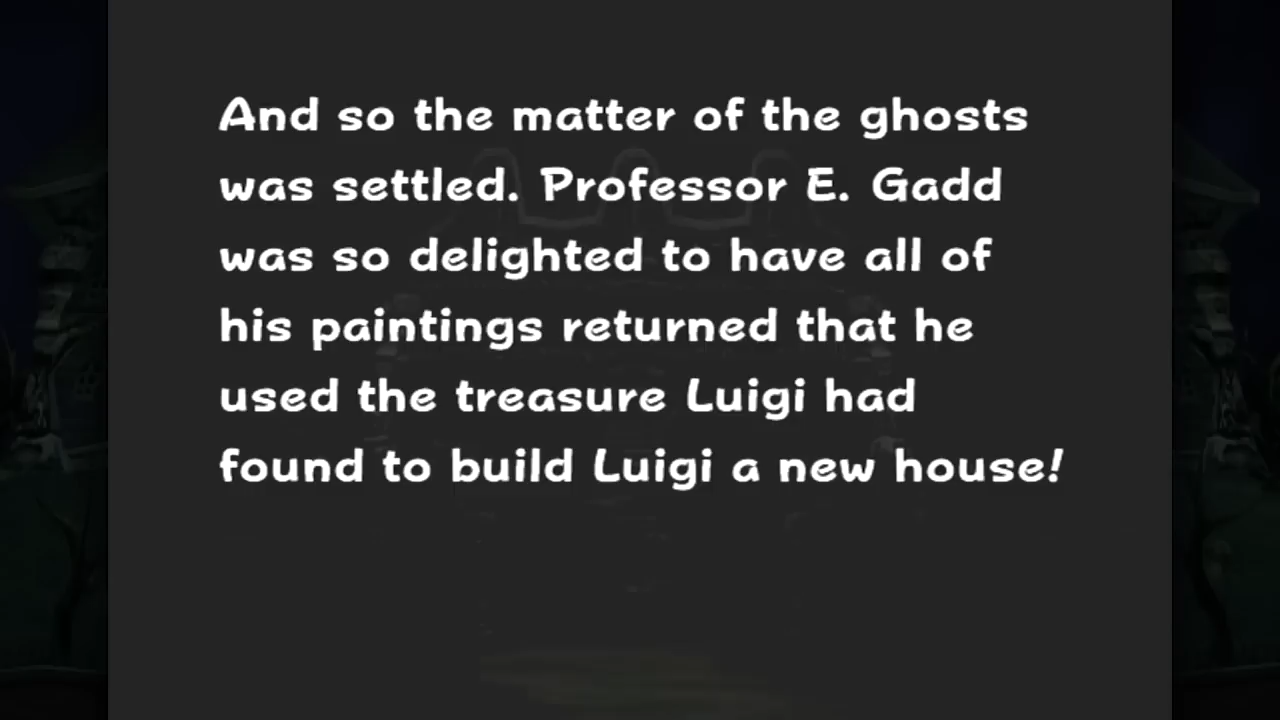 And so the matter of the ghosts
was settled. Professor E. Gadd
was so delighted to have all of
his paintings returned that he
used the treasure Luigi had
found to build Luigi a new house!